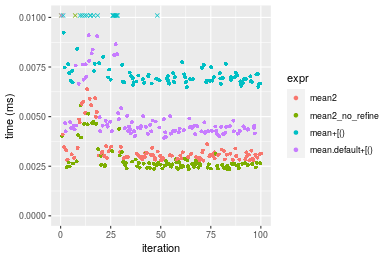 0.0100
0.0075
0.0050
0.0025
0.0000
time (ms)
0
25
50
75
100
iteration
expr
mean2
mean2_no_refine
mean+[()
mean.default+[()